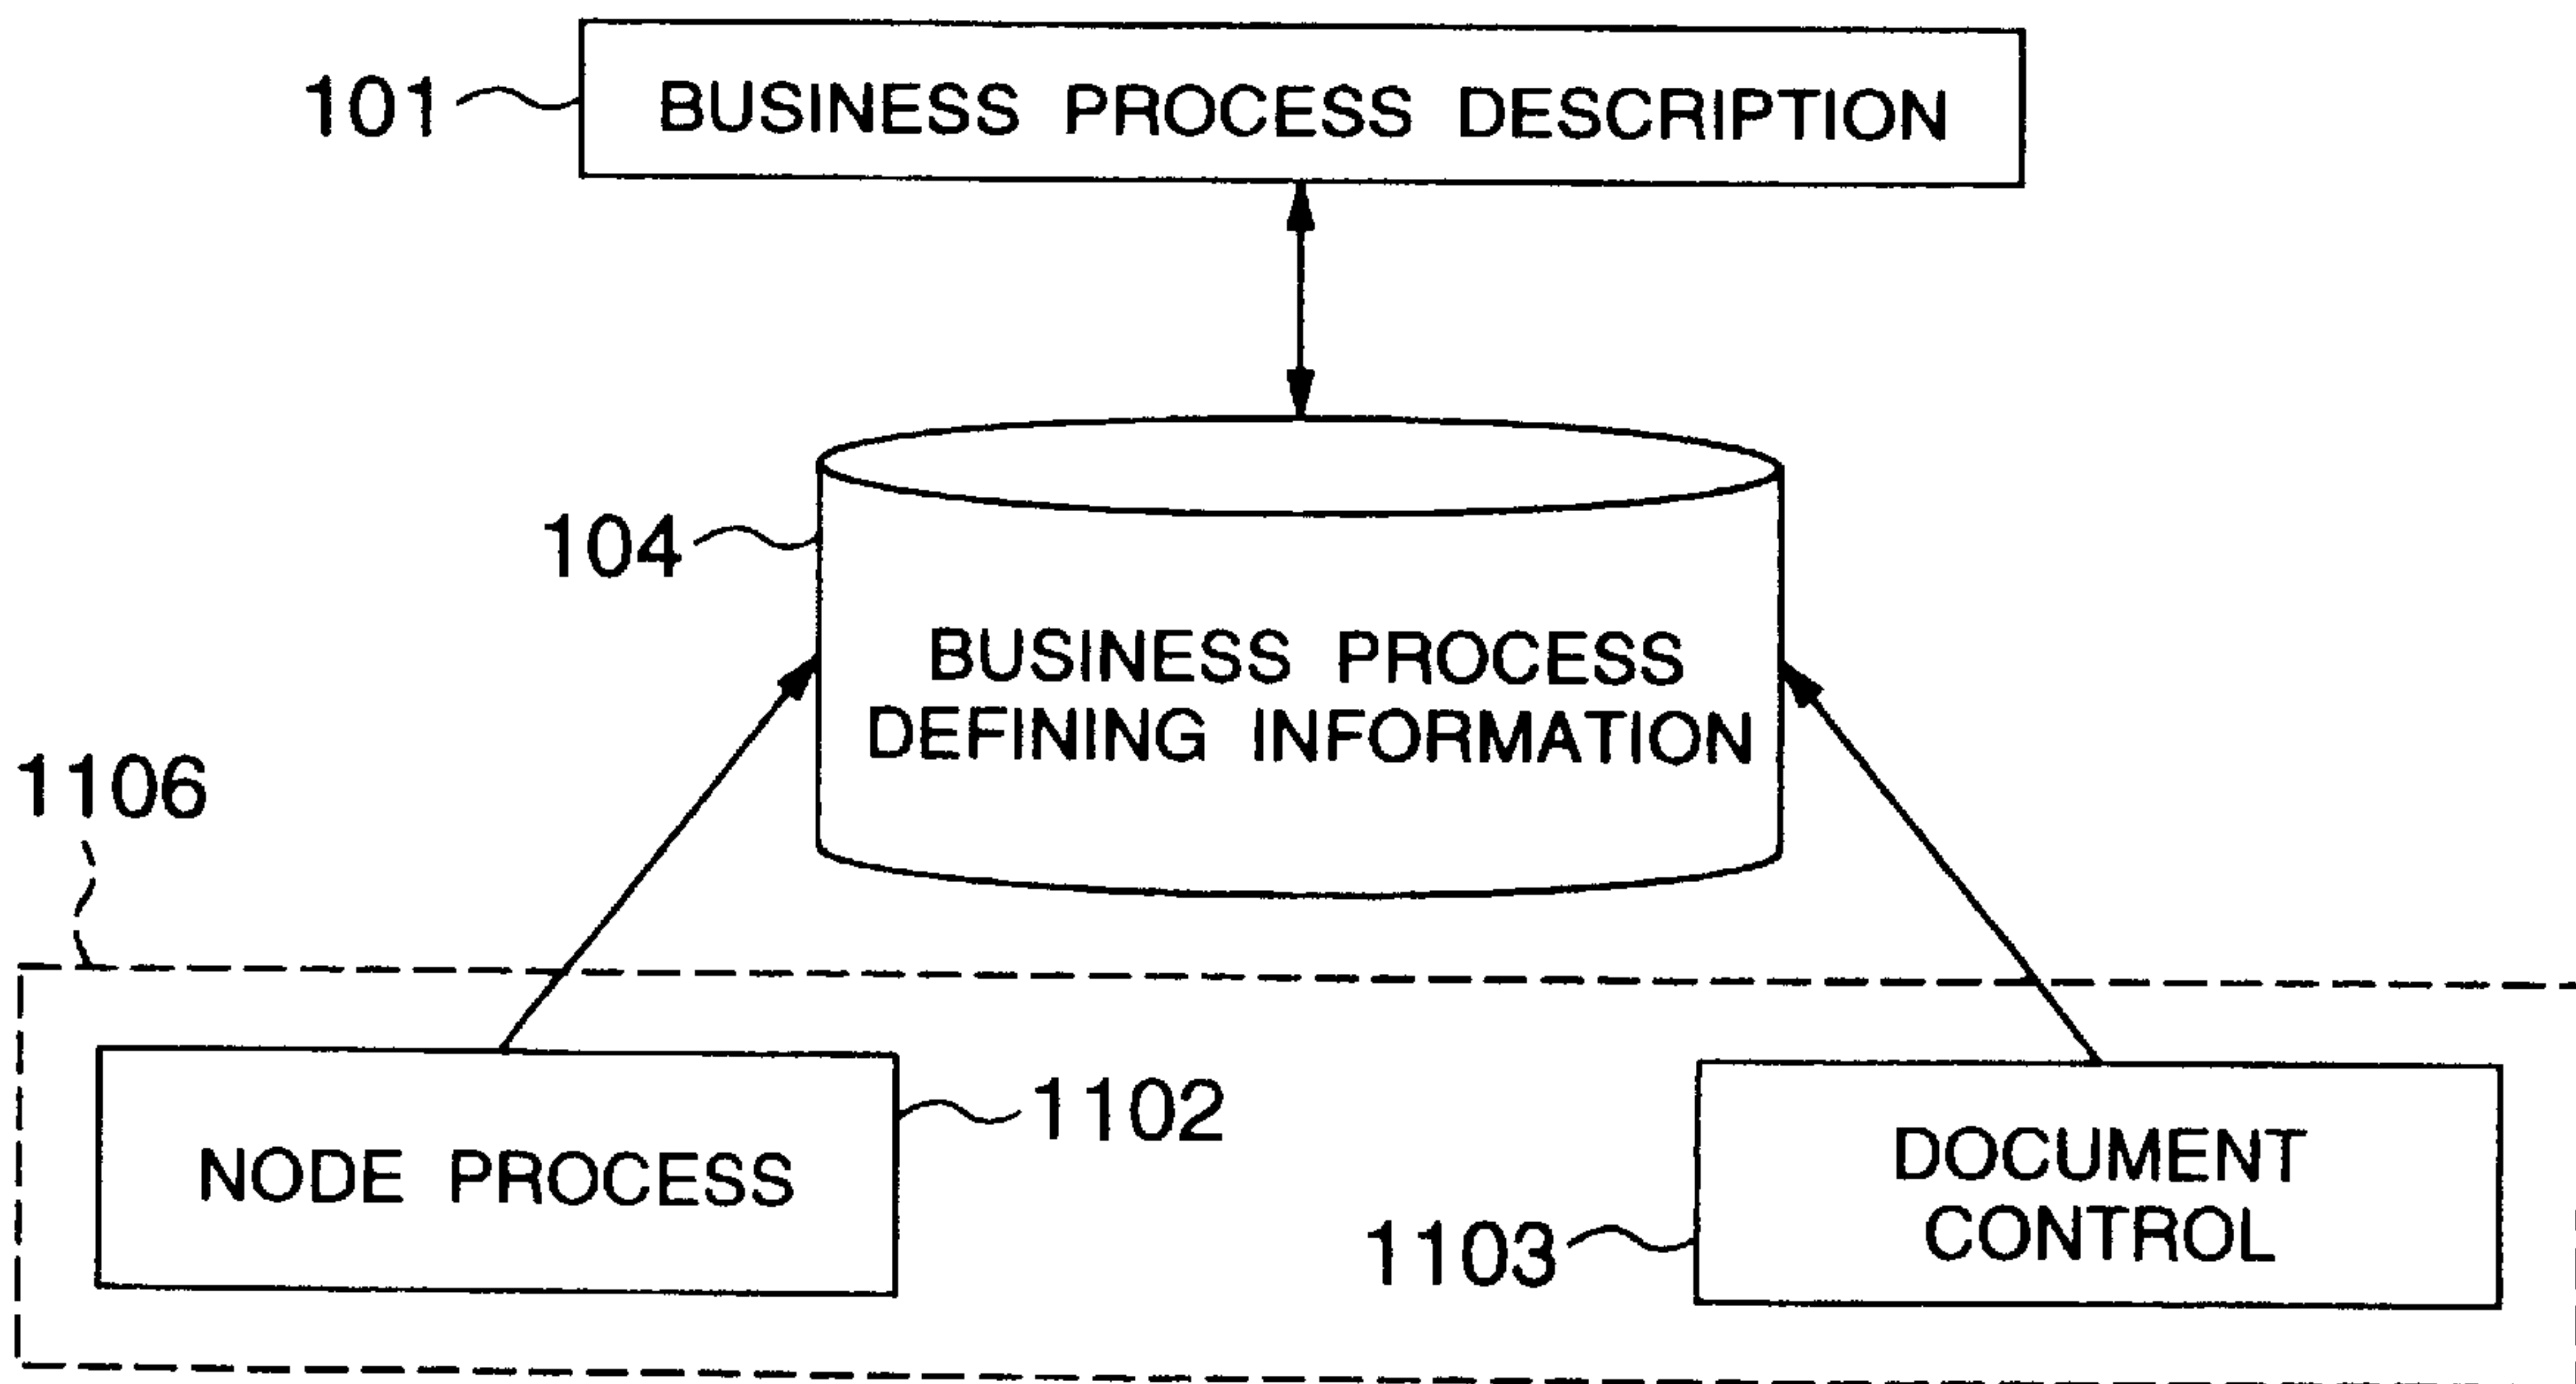 101
BUSINESS PROCESS DESCRIPTION
104
BUSINESS PROCESS
DEFINING INFORMATION
1106
NODE PROCESS
1102
DOCUMENT
CONTROL
1103